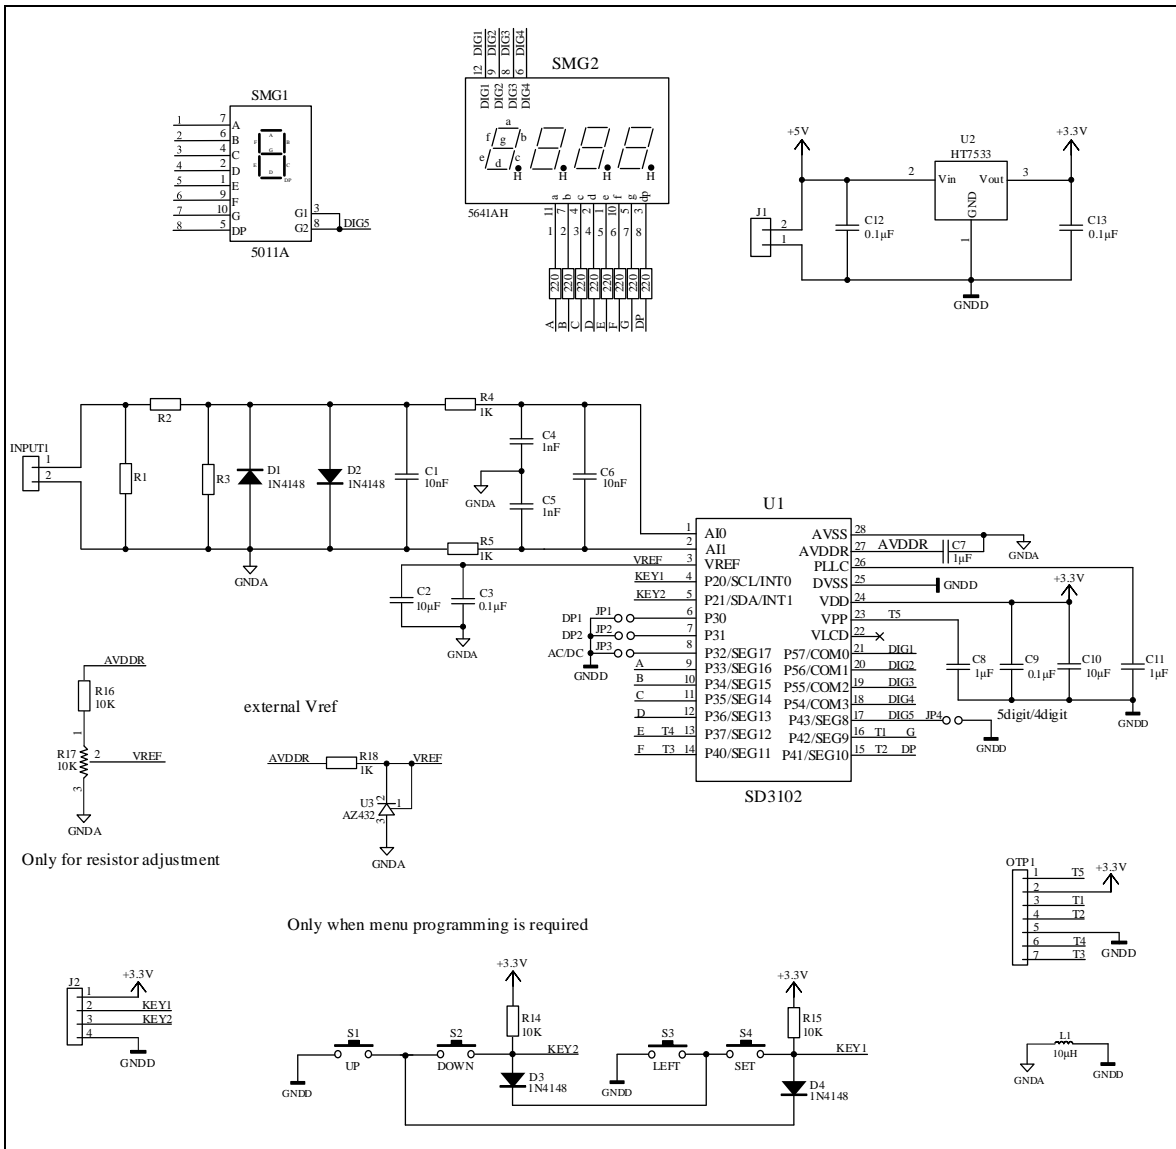 SMG1
1 7 A
2 6 B
3 4 C
4 2 D
5 1 E
6 9 F
7 10 G
8 5 DP
A
F B
G
E C
D DP
G1 3
G2 8 DIG5
5011A
DIG1 DIG2 DIG3 DIG4
12 9 8 6
SMG2
DIG1 DIG2 DIG3 DIG4
a
f b
g
e c
d
H H H H
a b c d e f g dp
5641AH
11 7 4 2 1 10 5 3
1 2 3 4 5 6 7 8
220 220 220 220 220 220 220 220
A B C D E F G DP
+5V
U2
HT7533
+3.3V
2 Vin Vout 3
GND
1
J1
2
1
C12
0.1μF
C13
0.1μF
GNDD
INPUT1
1
2
R1
R2
R3
D1
1N4148
D2
1N4148
C1
10nF
R4
1K
C4
1nF
GNDA
C5
1nF
C6
10nF
R5
1K
GNDA
VREF
C2
10μF
C3
0.1μF
GNDA
KEY1
KEY2
DP1 JP1
DP2 JP2
AC/DC JP3
GNDD
A
B
C
D
E T4
F T3
U1
1 AI0
2 AI1
3 VREF
4 P20/SCL/INT0
5 P21/SDA/INT1
6 P30
7 P31
8 P32/SEG17
9 P33/SEG16
10 P34/SEG15
11 P35/SEG14
12 P36/SEG13
13 P37/SEG12
14 P40/SEG11
AVSS 28
AVDDR 27 AVDDR
PLLC 26
DVSS 25 GNDD
VDD 24
VPP 23 T5
VLCD 22
P57/COM0 21 DIG1
P56/COM1 20 DIG2
P55/COM2 19 DIG3
P54/COM3 18 DIG4
P43/SEG8 17 DIG5 JP4
P42/SEG9 16 T1 G
P41/SEG10 15 T2 DP
SD3102
C7
1μF
GNDA
+3.3V
C8
1μF
C9
0.1μF
C10
10μF
C11
1μF
5digit/4digit
GNDD
GNDD
AVDDR
R16
10K
1
R17
10K
2 VREF
3
GNDA
Only for resistor adjustment
external Vref
AVDDR R18 VREF
1K
U3
AZ432
2
1
3
GNDA
OTP1
1 T5
2 +3.3V
3 T1
4 T2
5 GNDD
6 T4
7 T3
Only when menu programming is required
J2
1 +3.3V
2 KEY1
3 KEY2
4
GNDD
+3.3V
R14
10K
S1
UP
S2
DOWN
KEY2
GNDD
D3
1N4148
+3.3V
R15
10K
S3
LEFT
S4
SET
KEY1
GNDD
D4
1N4148
L1
10μH
GNDA
GNDD